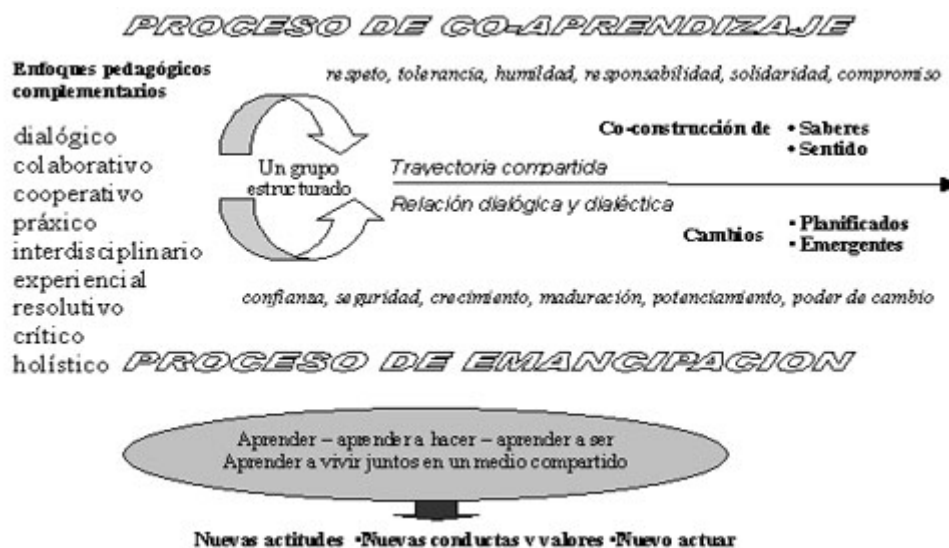 PROCESO DE CO-APRENDIZAJE
Enfoques pedagógicos
complementarios
dialógico
colaborativo
cooperativo
práxico
interdisciplinario
experiencial
resolutivo
crítico
holístico
respeto, tolerancia, humildad, responsabilidad, solidaridad, compromiso
Un grupo
estructurado
Co-construcción de
• Saberes
• Sentido
Trayectoria compartida
Relación dialógica y dialéctica
Cambios
• Planificados
• Emergentes
confianza, seguridad, crecimiento, maduración, potenciamiento, poder de cambio
PROCESO DE EMANCIPACION
Aprender – aprender a hacer – aprender a ser
Aprender a vivir juntos en un medio compartido
Nuevas actitudes •Nuevas conductas y valores •Nuevo actuar